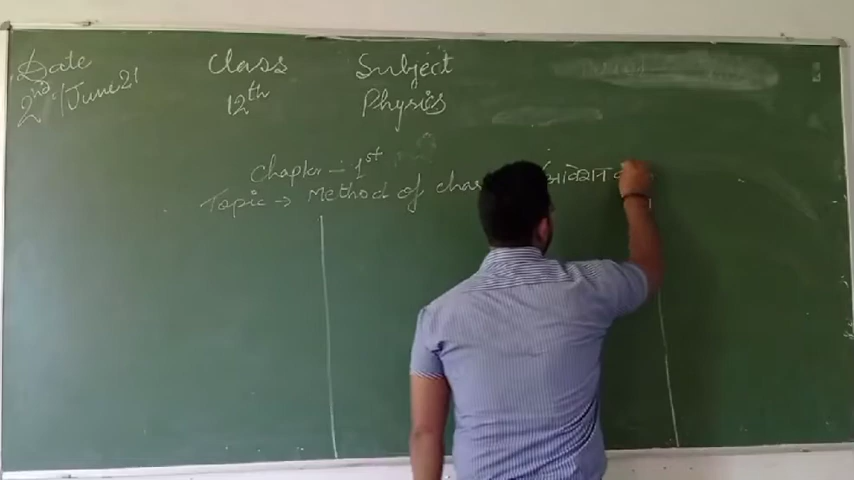 Date Class Subject
2nd/June 21 12th Physics
Chapter - 1st
Topic → Method of char आवेशन